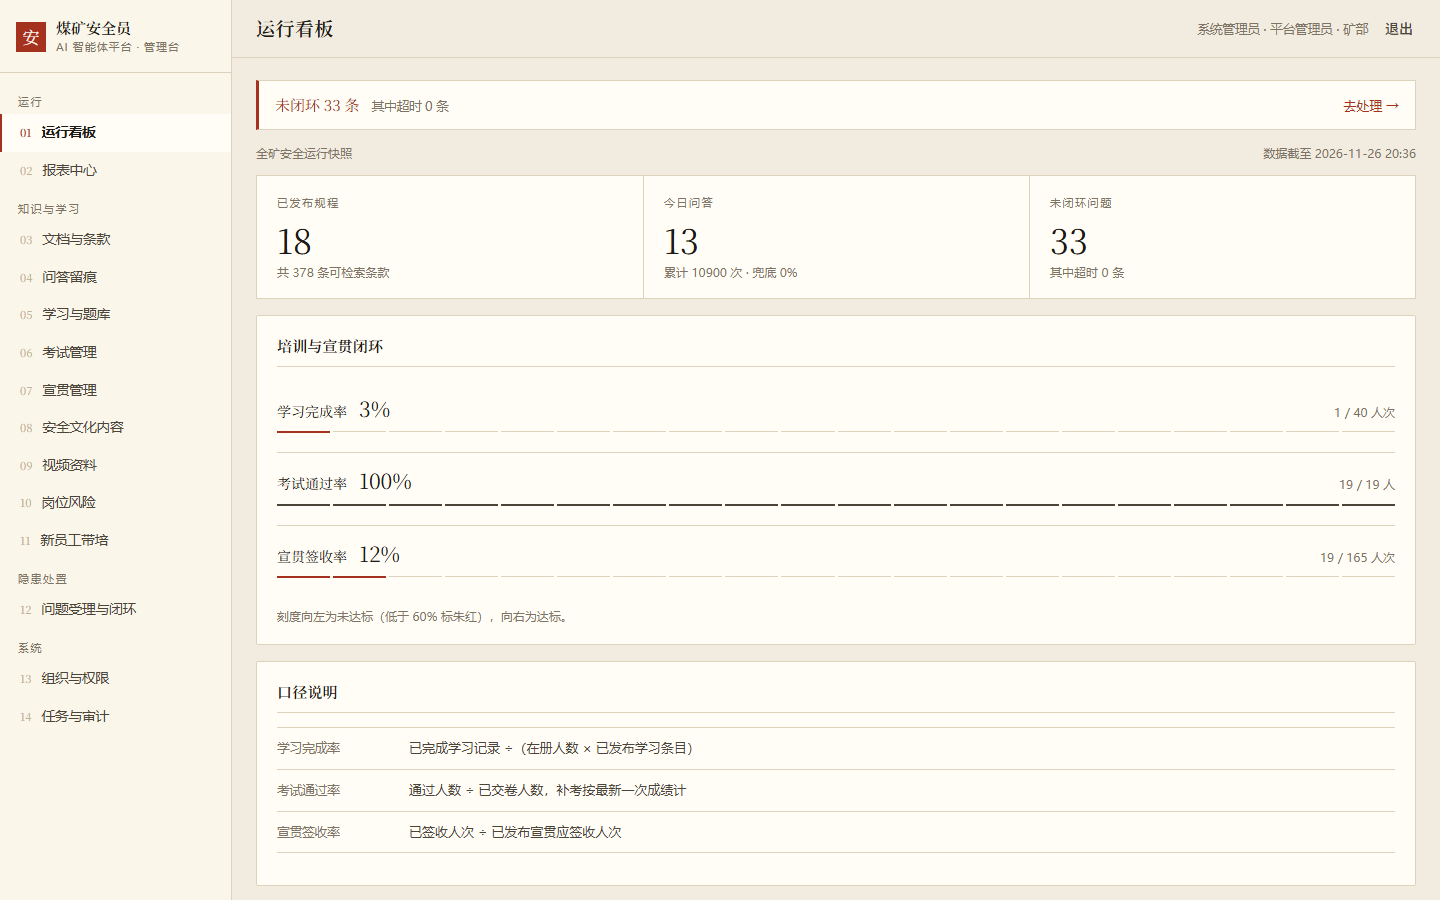 安
煤矿安全员
AI 智能体平台 · 管理台
运行
01 运行看板
02 报表中心
知识与学习
03 文档与条款
04 问答留痕
05 学习与题库
06 考试管理
07 宣贯管理
08 安全文化内容
09 视频资料
10 岗位风险
11 新员工带培
隐患处置
12 问题受理与闭环
系统
13 组织与权限
14 任务与审计
运行看板
系统管理员 · 平台管理员 · 矿部 退出
未闭环 33 条 其中超时 0 条 去处理 →
全矿安全运行快照 数据截至 2026-11-26 20:36
已发布规程
18
共 378 条可检索条款
今日问答
13
累计 10900 次 · 兜底 0%
未闭环问题
33
其中超时 0 条
培训与宣贯闭环
学习完成率 3% 1 / 40 人次
考试通过率 100% 19 / 19 人
宣贯签收率 12% 19 / 165 人次
刻度向左为未达标（低于 60% 标朱红），向右为达标。
口径说明
学习完成率 已完成学习记录 ÷（在册人数 × 已发布学习条目）
考试通过率 通过人数 ÷ 已交卷人数，补考按最新一次成绩计
宣贯签收率 已签收人次 ÷ 已发布宣贯应签收人次